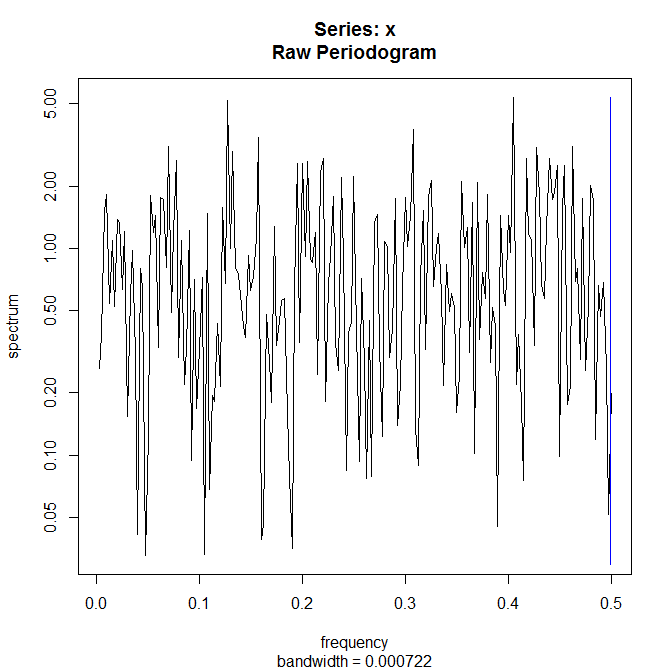 Series: x
Raw Periodogram
spectrum
5.00
2.00
1.00
0.50
0.20
0.10
0.05
0.0 0.1 0.2 0.3 0.4 0.5
frequency
bandwidth = 0.000722